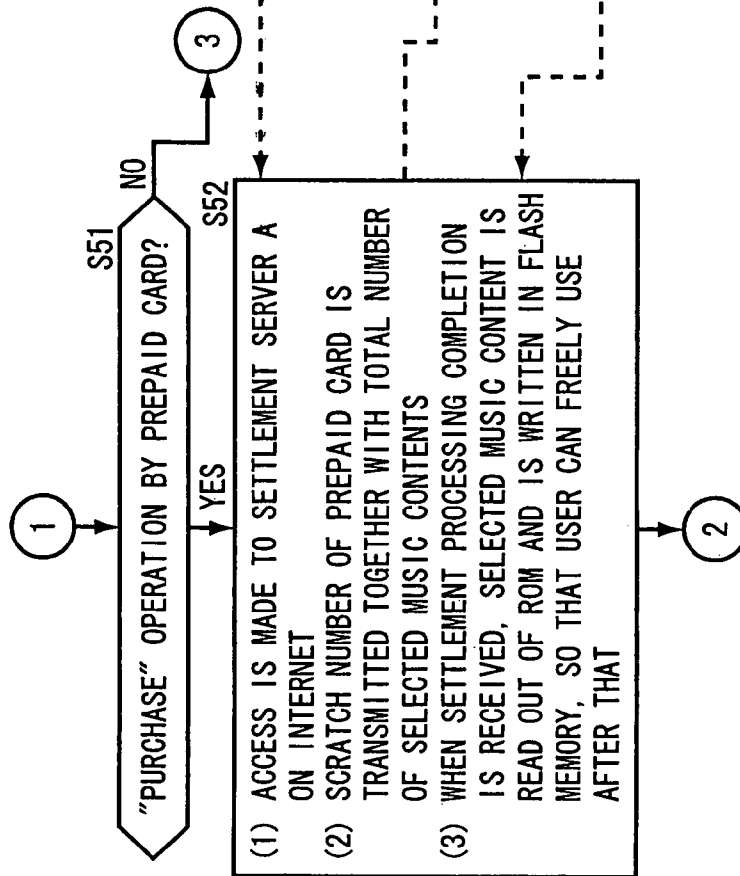 1
S51
"PURCHASE" OPERATION BY PREPAID CARD?
NO
3
YES
S52
(1) ACCESS IS MADE TO SETTLEMENT SERVER A
ON INTERNET
(2) SCRATCH NUMBER OF PREPAID CARD IS
TRANSMITTED TOGETHER WITH TOTAL NUMBER
OF SELECTED MUSIC CONTENTS
(3) WHEN SETTLEMENT PROCESSING COMPLETION
IS RECEIVED, SELECTED MUSIC CONTENT IS
READ OUT OF ROM AND IS WRITTEN IN FLASH
MEMORY, SO THAT USER CAN FREELY USE
AFTER THAT
2